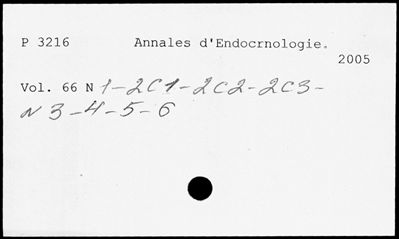 P 3216 Annales d'Endocrnologie.
2005
Vol. 66 N 1-2C1-2C2-2C3-
N 3-4-5-6